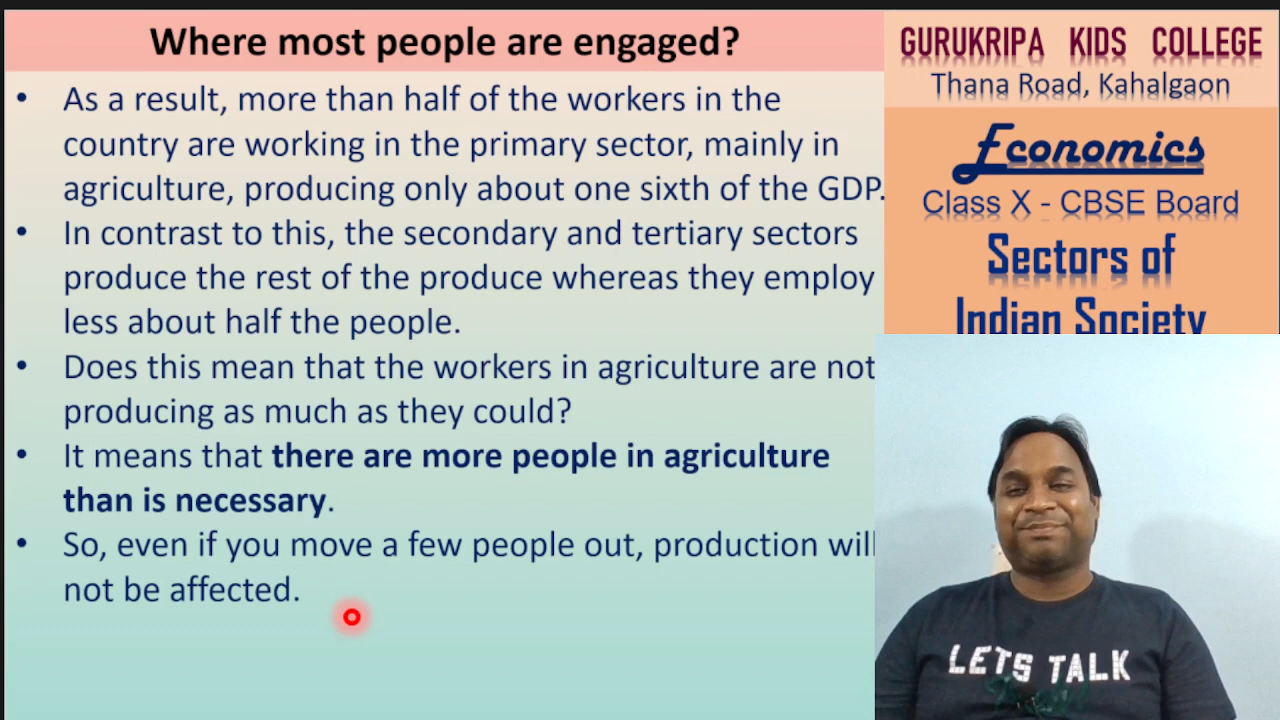 Where most people are engaged?
• As a result, more than half of the workers in the
country are working in the primary sector, mainly in
agriculture, producing only about one sixth of the GDP.
• In contrast to this, the secondary and tertiary sectors
produce the rest of the produce whereas they employ
less about half the people.
• Does this mean that the workers in agriculture are not
producing as much as they could?
• It means that there are more people in agriculture
than is necessary.
• So, even if you move a few people out, production will
not be affected.
GURUKRIPA KIDS COLLEGE
Thana Road, Kahalgaon
Economics
Class X - CBSE Board
Sectors of
Indian Society
LETS TALK